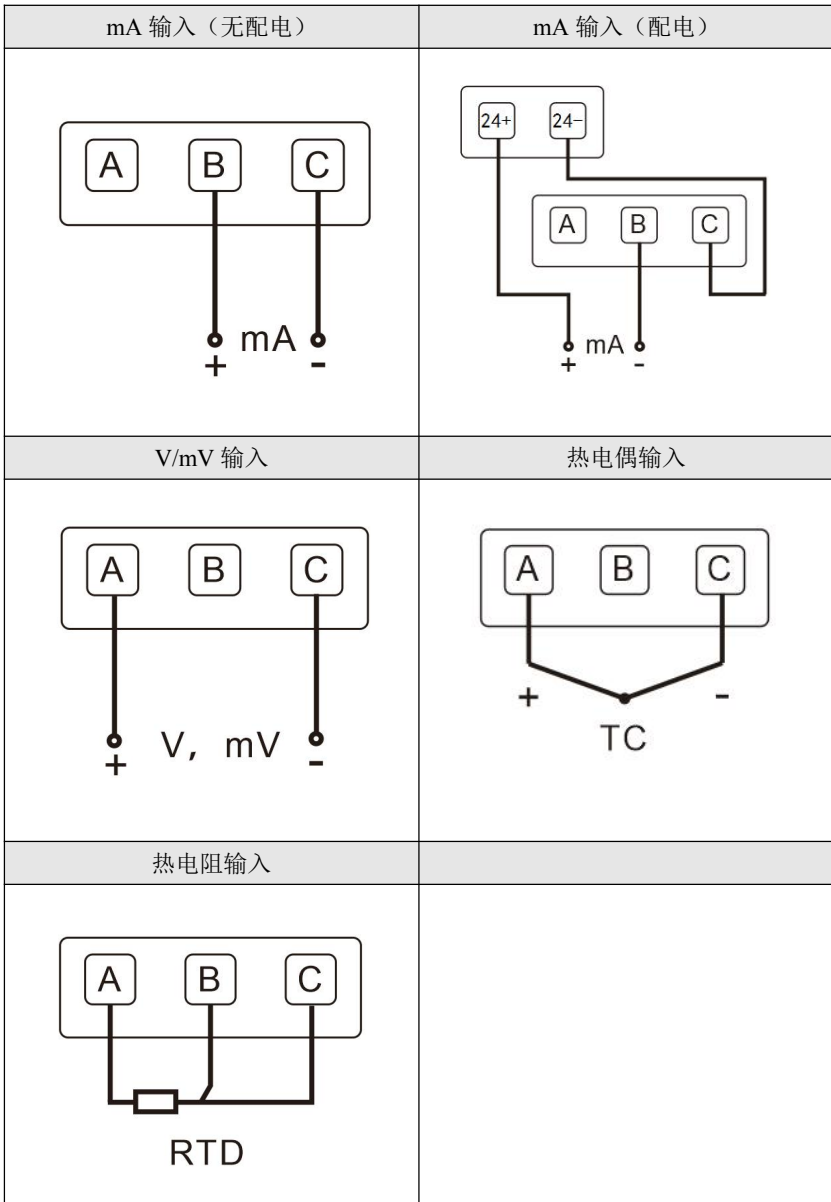 mA 输入（无配电）
mA 输入（配电）
A B C
+ mA -
24+ 24-
A B C
+ mA -
V/mV 输入
热电偶输入
A B C
+ V, mV -
A B C
+ -
TC
热电阻输入
A B C
RTD